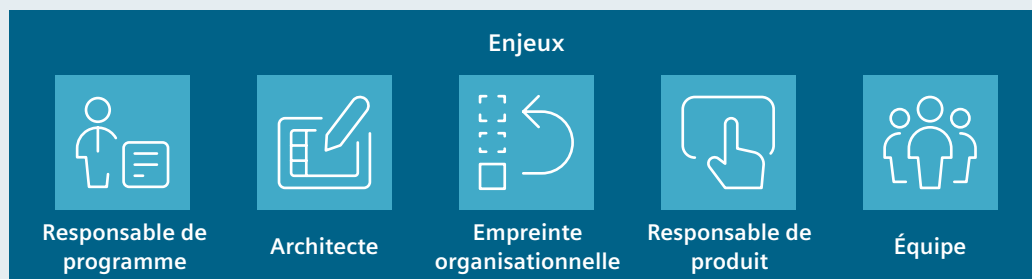 Enjeux
Responsable de
programme
Architecte
Empreinte
organisationnelle
Responsable de
produit
Équipe